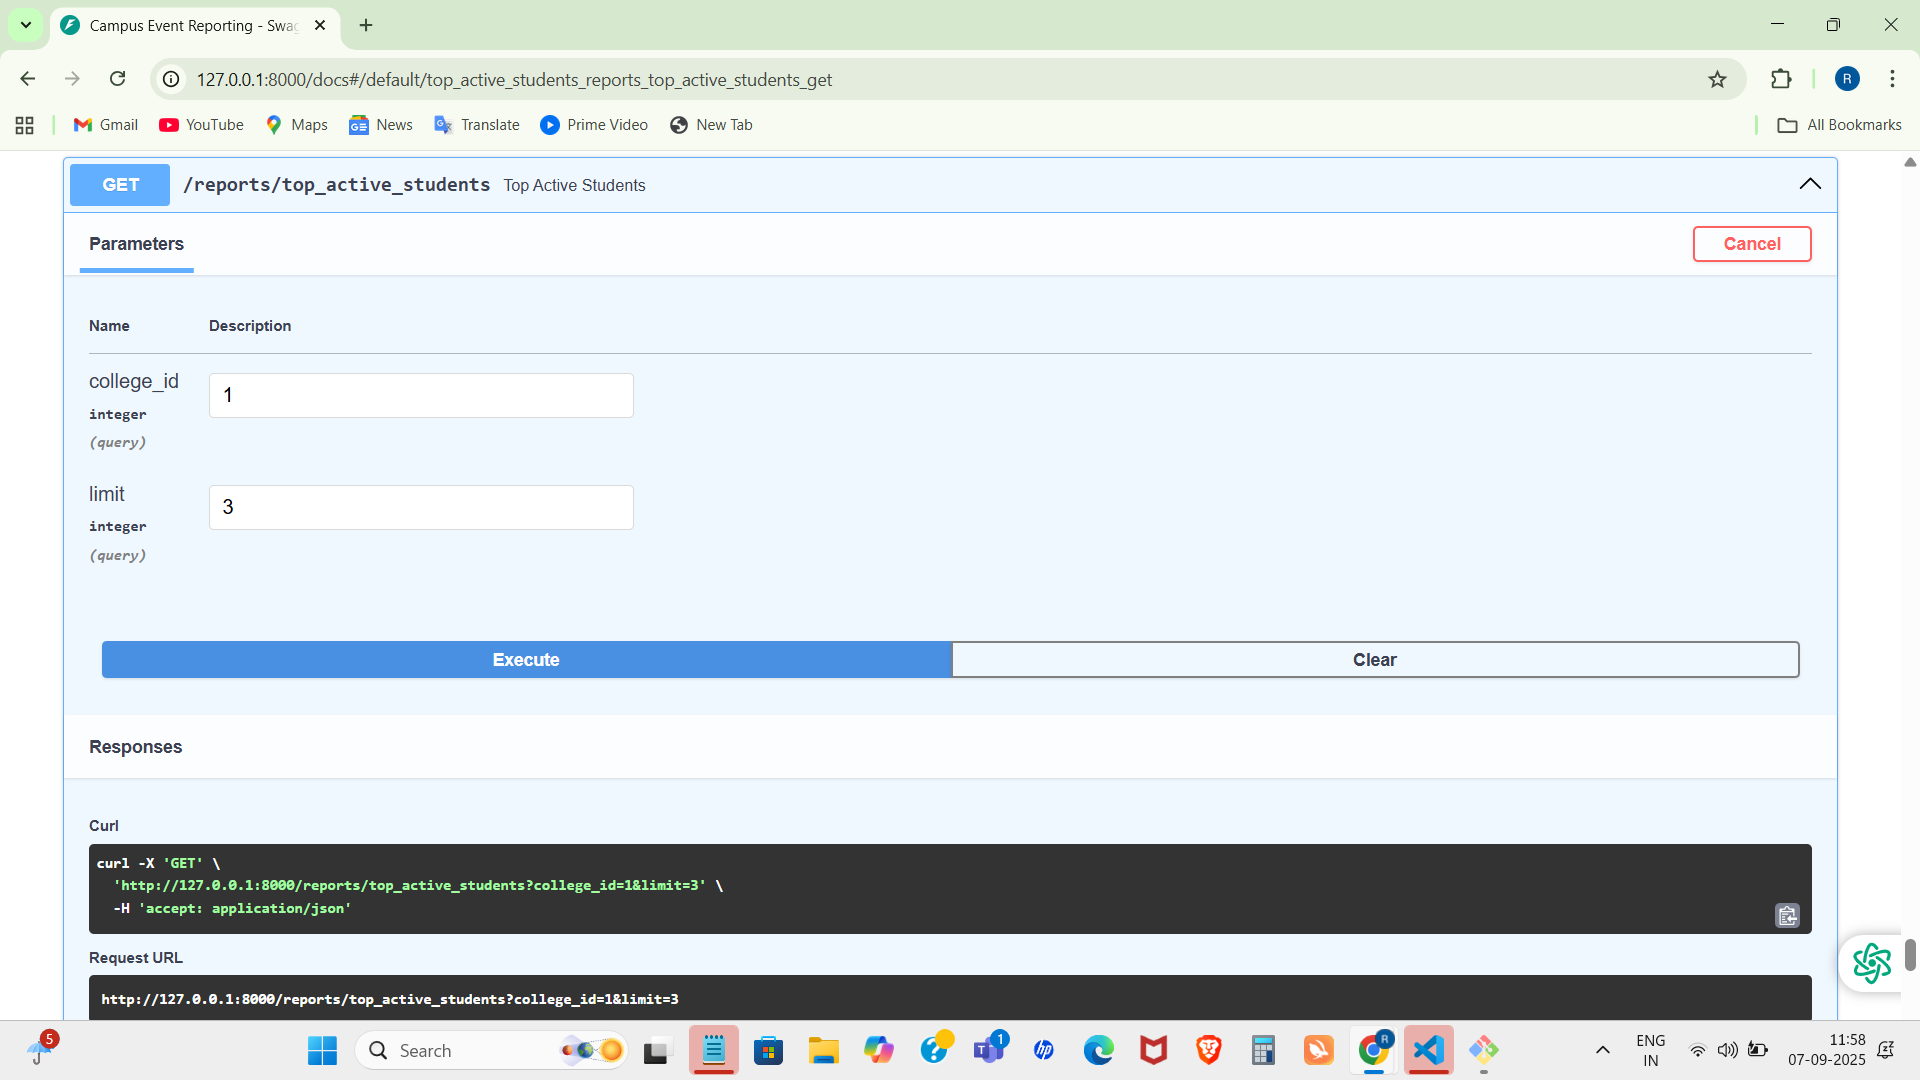 Campus Event Reporting - Swag
127.0.0.1:8000/docs#/default/top_active_students_reports_top_active_students_get
R
Gmail
YouTube
Maps
News
Translate
Prime Video
New Tab
All Bookmarks
GET /reports/top_active_students Top Active Students
Parameters
Cancel
Name Description
college_id
integer
(query)
1
limit
integer
(query)
3
Execute
Clear
Responses
Curl
curl -X 'GET' \
'http://127.0.0.1:8000/reports/top_active_students?college_id=1&limit=3' \
-H 'accept: application/json'
Request URL
http://127.0.0.1:8000/reports/top_active_students?college_id=1&limit=3
5
Search
1
R
ENG
IN
11:58
07-09-2025